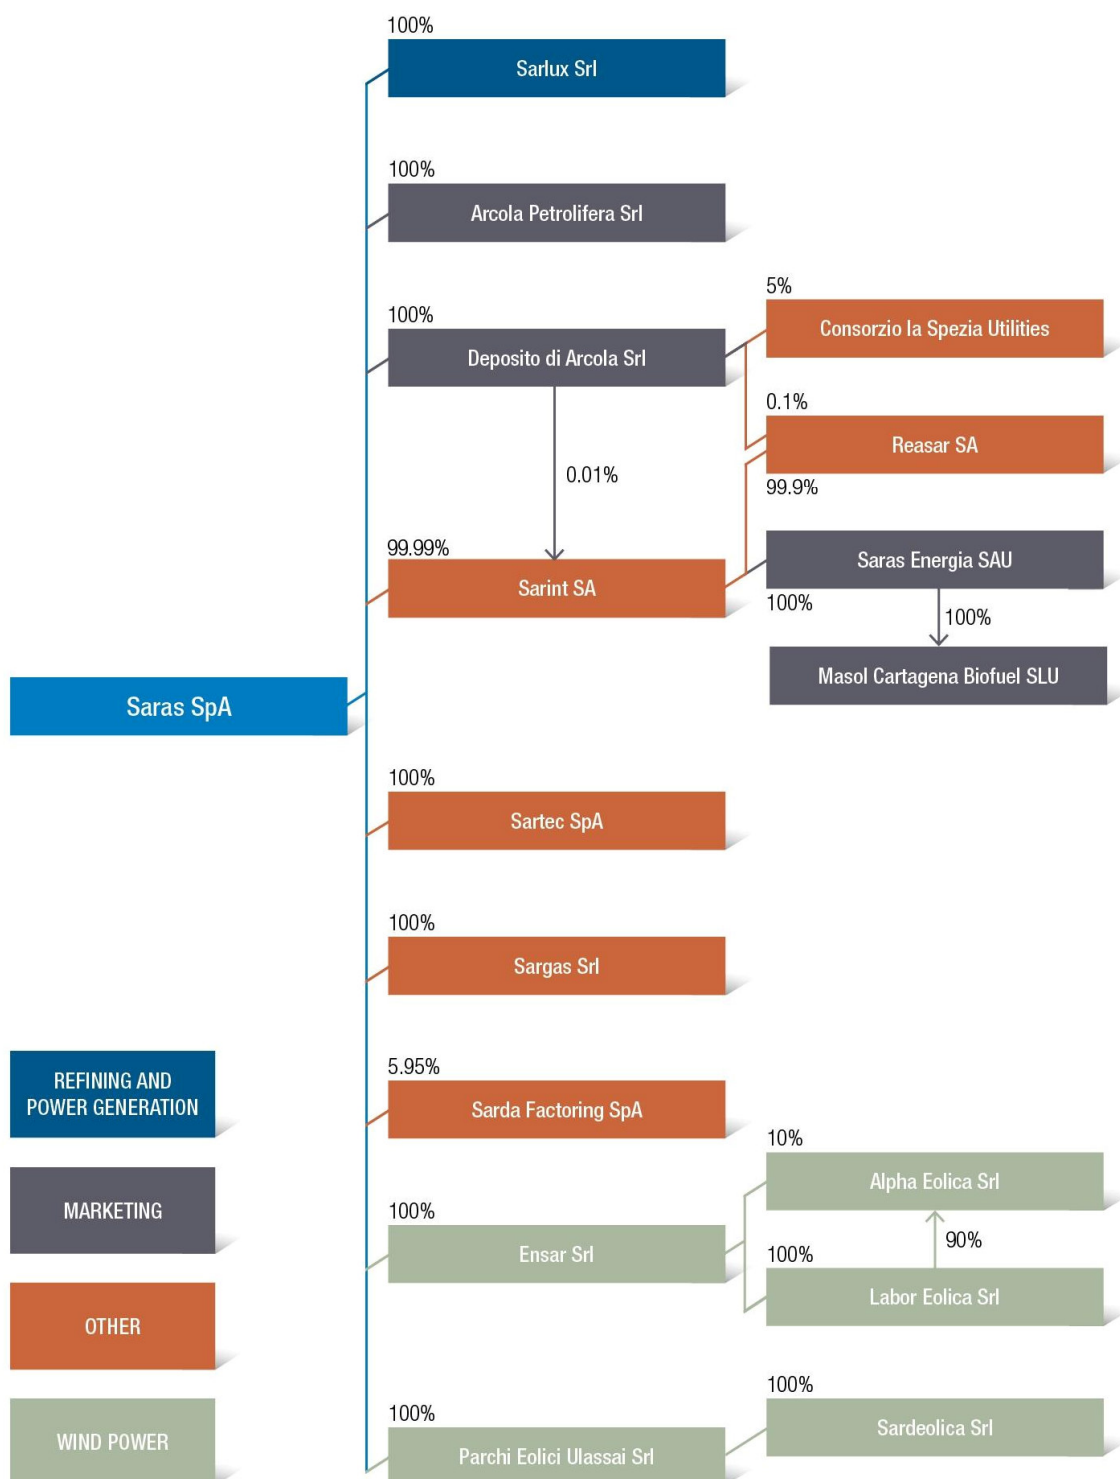 100%
Sarlux Srl
100%
Arcola Petrolifera Srl
100%
Deposito di Arcola Srl
5%
Consorzio la Spezia Utilities
0.1%
Reasar SA
99.9%
0.01%
99.99%
Sarint SA
Saras Energia SAU
100%
100%
Masol Cartagena Biofuel SLU
Saras SpA
100%
Sartec SpA
100%
Sargas Srl
5.95%
Sarda Factoring SpA
100%
Ensar Srl
10%
Alpha Eolica Srl
90%
100%
Labor Eolica Srl
100%
Parchi Eolici Ulassai Srl
100%
Sardeolica Srl
REFINING AND
POWER GENERATION
MARKETING
OTHER
WIND POWER